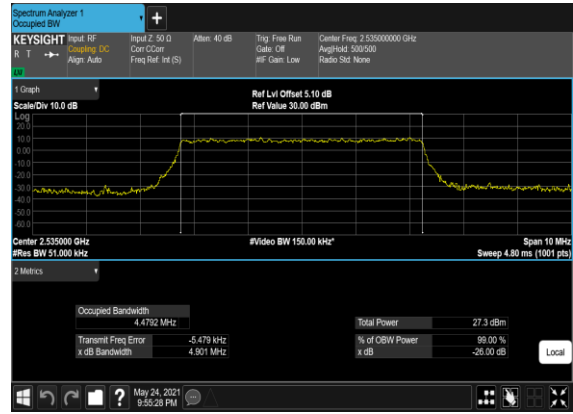 Spectrum Analyzer 1
Occupied BW
+
KEYSIGHT Input: RF Input Z: 50 Ω Atten: 40 dB Trig: Free Run Center Freq: 2.535000000 GHz
R T Coupling: DC Corr CCorr Gate: Off Avg|Hold: 500/500
Align: Auto Freq Ref: Int (S) #IF Gain: Low Radio Std: None
LW
1 Graph
Ref Lvl Offset 5.10 dB
Scale/Div 10.0 dB Ref Value 30.00 dBm
Log
20.0
10.0
0.00
-10.0
-20.0
-30.0
-40.0
-50.0
-60.0
Center 2.535000 GHz #Video BW 150.00 kHz* Span 10 MHz
#Res BW 51.000 kHz Sweep 4.80 ms (1001 pts)
2 Metrics
Occupied Bandwidth
4.4792 MHz Total Power 27.3 dBm
Transmit Freq Error -5.479 kHz % of OBW Power 99.00 %
x dB Bandwidth 4.901 MHz x dB -26.00 dB
Local
? May 24, 2021
9:55:28 PM